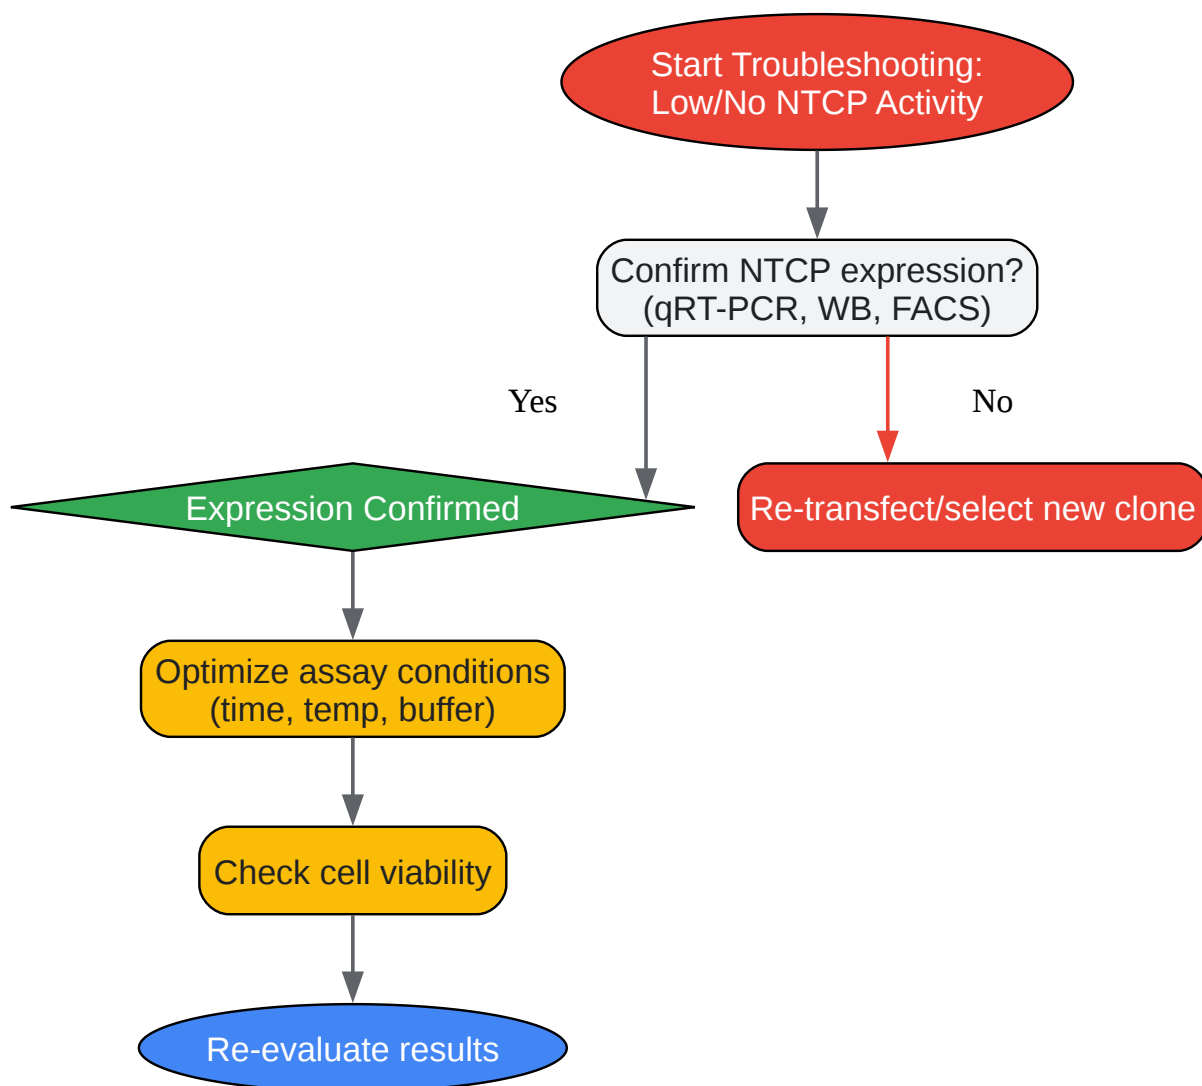 Start Troubleshooting:
Low/No NTCP Activity
Confirm NTCP expression?
(qRT-PCR, WB, FACS)
Yes
No
Expression Confirmed
Re-transfect/select new clone
Optimize assay conditions
(time, temp, buffer)
Check cell viability
Re-evaluate results